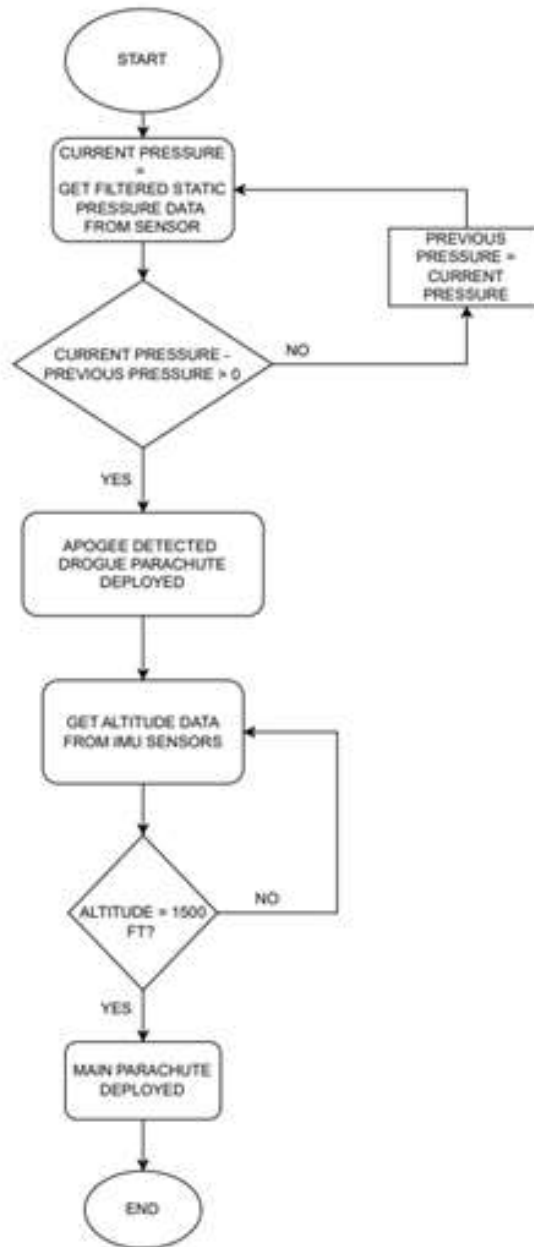 START
CURRENT PRESSURE
=
GET FILTERED STATIC
PRESSURE DATA
FROM SENSOR
PREVIOUS
PRESSURE =
CURRENT
PRESSURE
CURRENT PRESSURE -
PREVIOUS PRESSURE > 0
NO
YES
APOGEE DETECTED
DROGUE PARACHUTE
DEPLOYED
GET ALTITUDE DATA
FROM IMU SENSORS
ALTITUDE = 1500
FT?
NO
YES
MAIN PARACHUTE
DEPLOYED
END